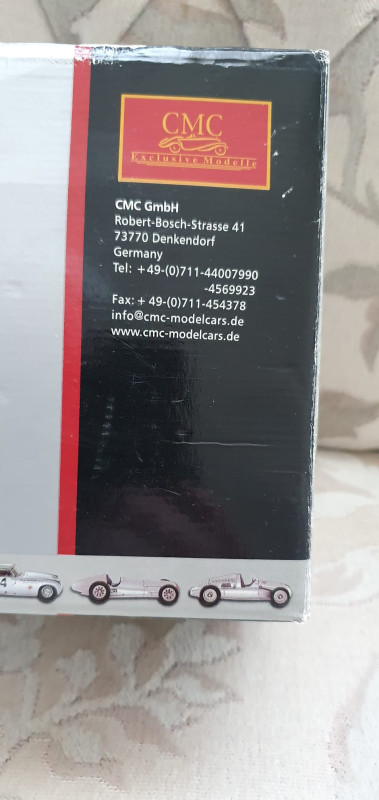 CMC
Exclusive Modelle
CMC GmbH
Robert-Bosch-Strasse 41
73770 Denkendorf
Germany
Tel: +49-(0)711-44007990
-4569923
Fax: + 49-(0)711-454378
info@cmc-modelcars.de
www.cmc-modelcars.de
4